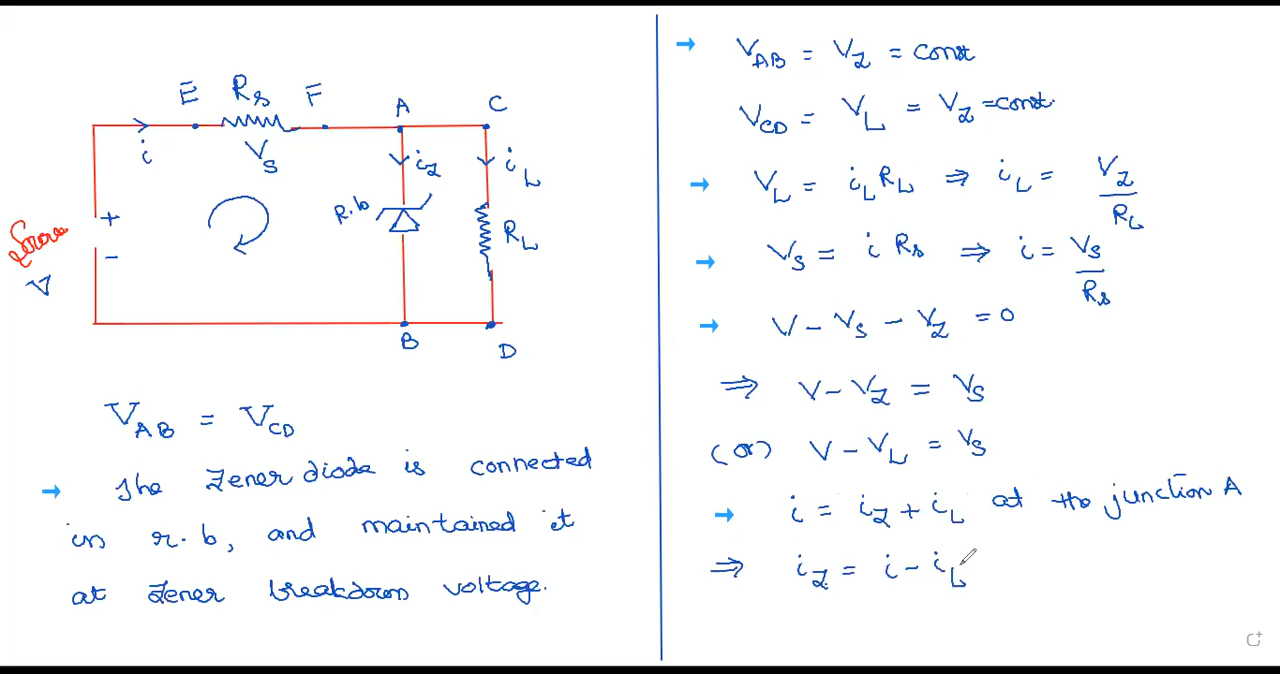 E R_s F A C
i V_s i_Z i_L
r.b
+
R_L
-
V
B
D
V_AB = V_CD
→ The Zener diode is connected
in r.b, and maintained it
at Zener breakdown voltage.
→ V_AB = V_Z = const
V_CD = V_L = V_Z = const.
→ V_L = i_L R_L ⇒ i_L = V_Z / R_L
→ V_s = i R_s ⇒ i = V_s / R_s
→ V - V_s - V_Z = 0
⇒ V - V_Z = V_s
(or) V - V_L = V_s
→ i = i_Z + i_L at the junction A
⇒ i_Z = i - i_L